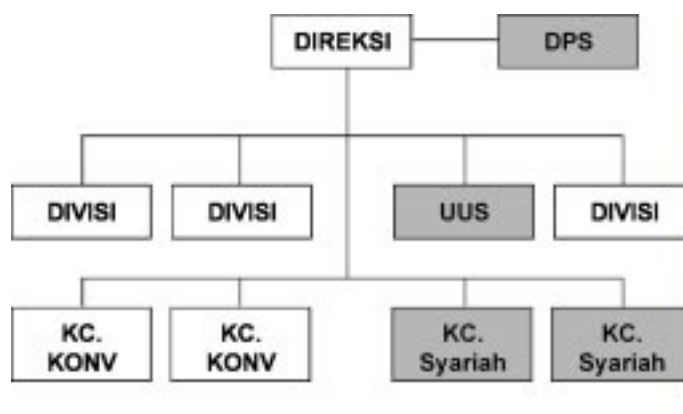 DIREKSI
DPS
DIVISI
DIVISI
UUS
DIVISI
KC.
KONV
KC.
KONV
KC.
Syariah
KC.
Syariah